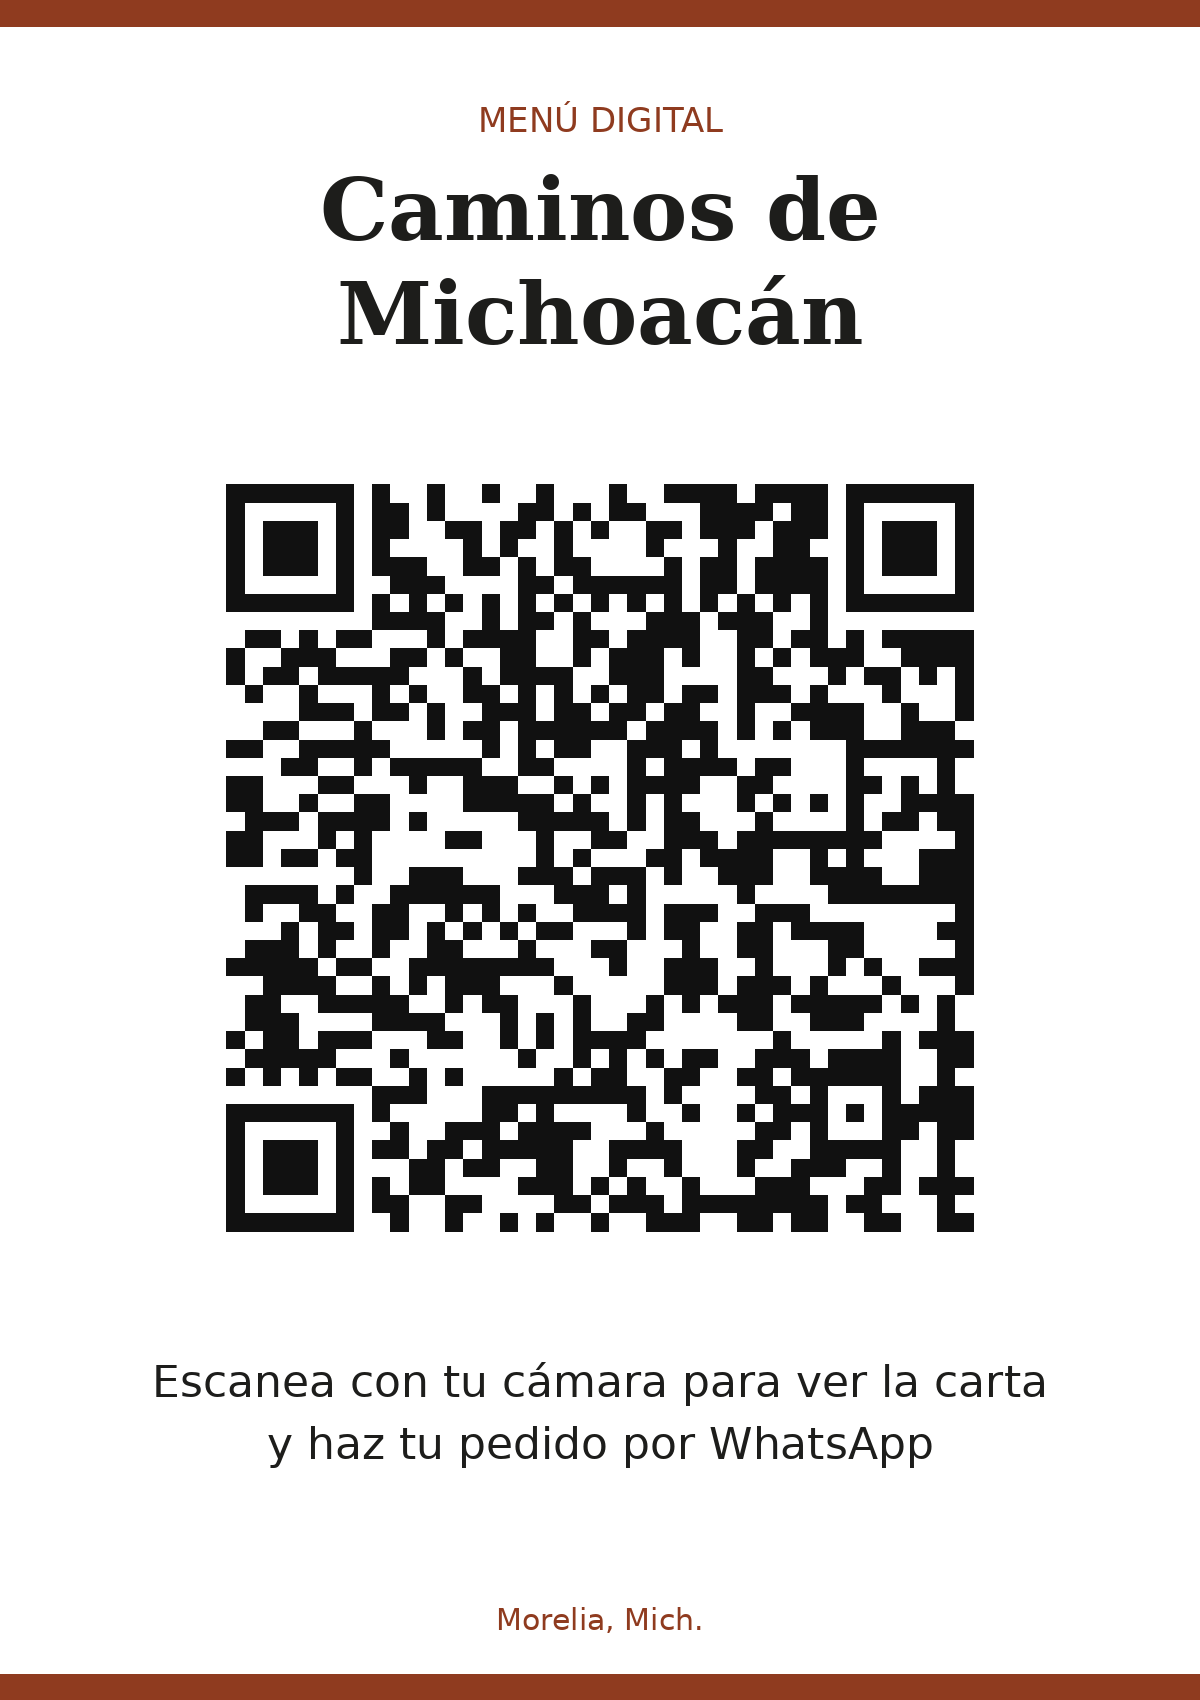 MENÚ DIGITAL
Caminos de
Michoacán
Escanea con tu cámara para ver la carta
y haz tu pedido por WhatsApp
Morelia, Mich.